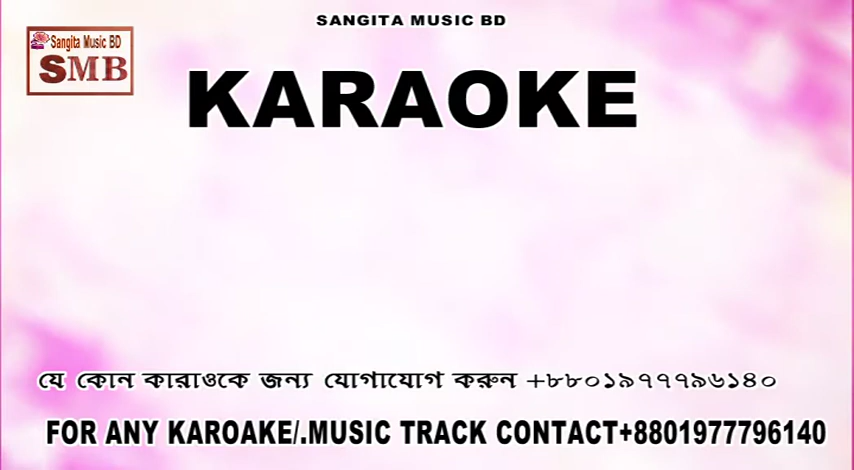 SANGITA MUSIC BD
Sangita Music BD
SMB
KARAOKE
যে কোন কারাওকে জন্য যোগাযোগ করুন +৮৮০১৯৭৭৭৯৬১৪০
FOR ANY KAROAKE/.MUSIC TRACK CONTACT+8801977796140